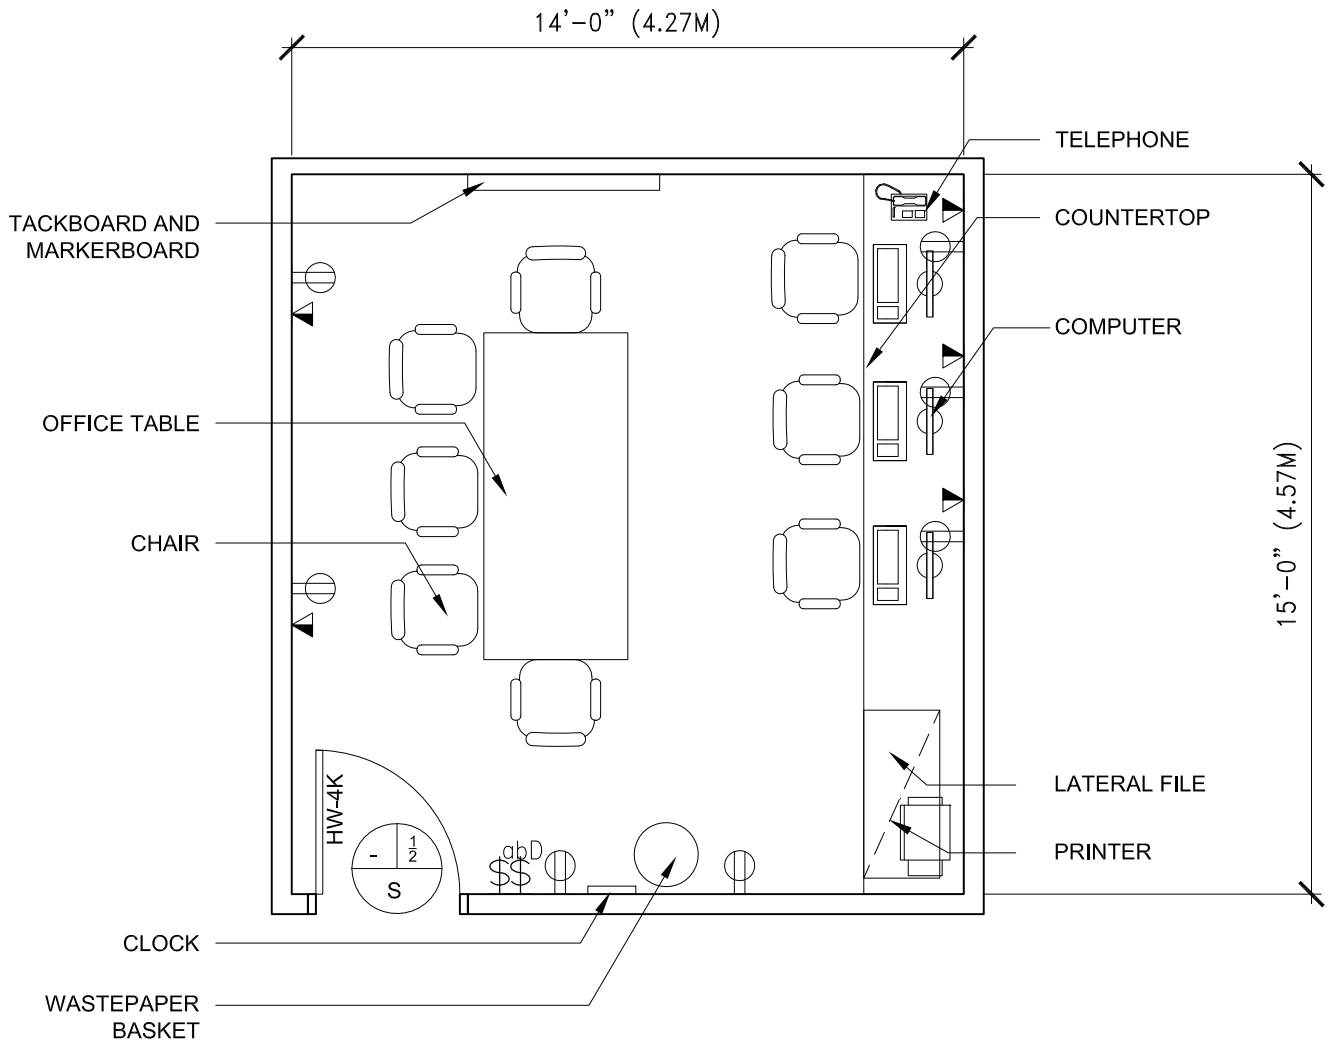 14'-0" (4.27M)
TELEPHONE
TACKBOARD AND
MARKERBOARD
COUNTERTOP
COMPUTER
OFFICE TABLE
15'-0" (4.57M)
CHAIR
HW-4K
LATERAL FILE
- 1/2
S
abD
$$
PRINTER
CLOCK
WASTEPAPER
BASKET